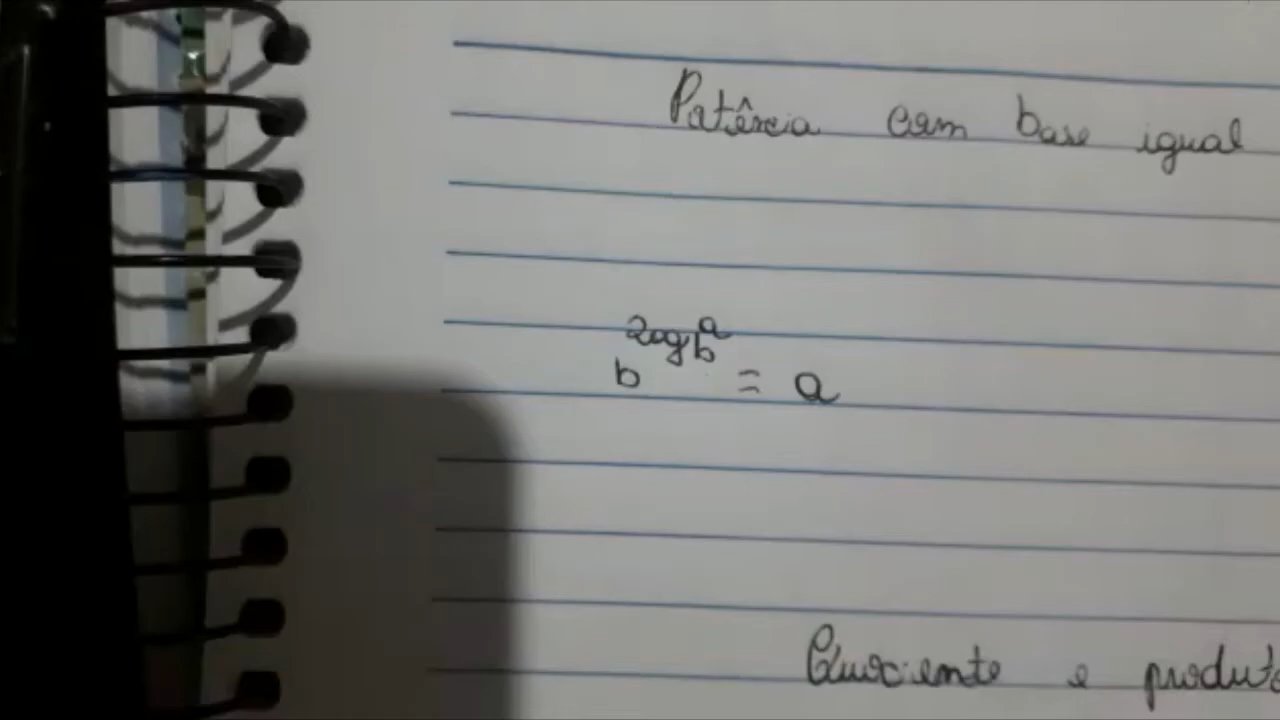 Potência com base igual
b^log_b^a = a
Quociente e produto